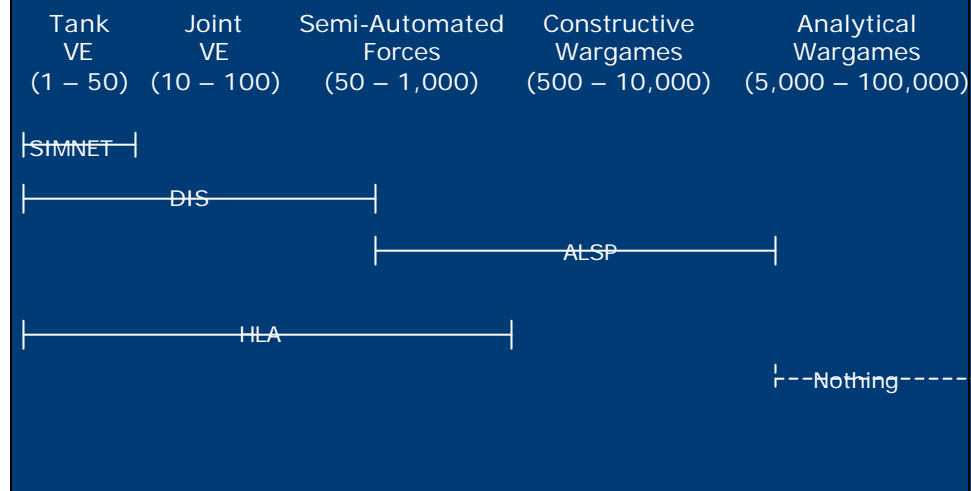 Tank Joint Semi-Automated Constructive Analytical
VE VE Forces Wargames Wargames
(1 – 50) (10 – 100) (50 – 1,000) (500 – 10,000) (5,000 – 100,000)
SIMNET
DIS
ALSP
HLA
Nothing